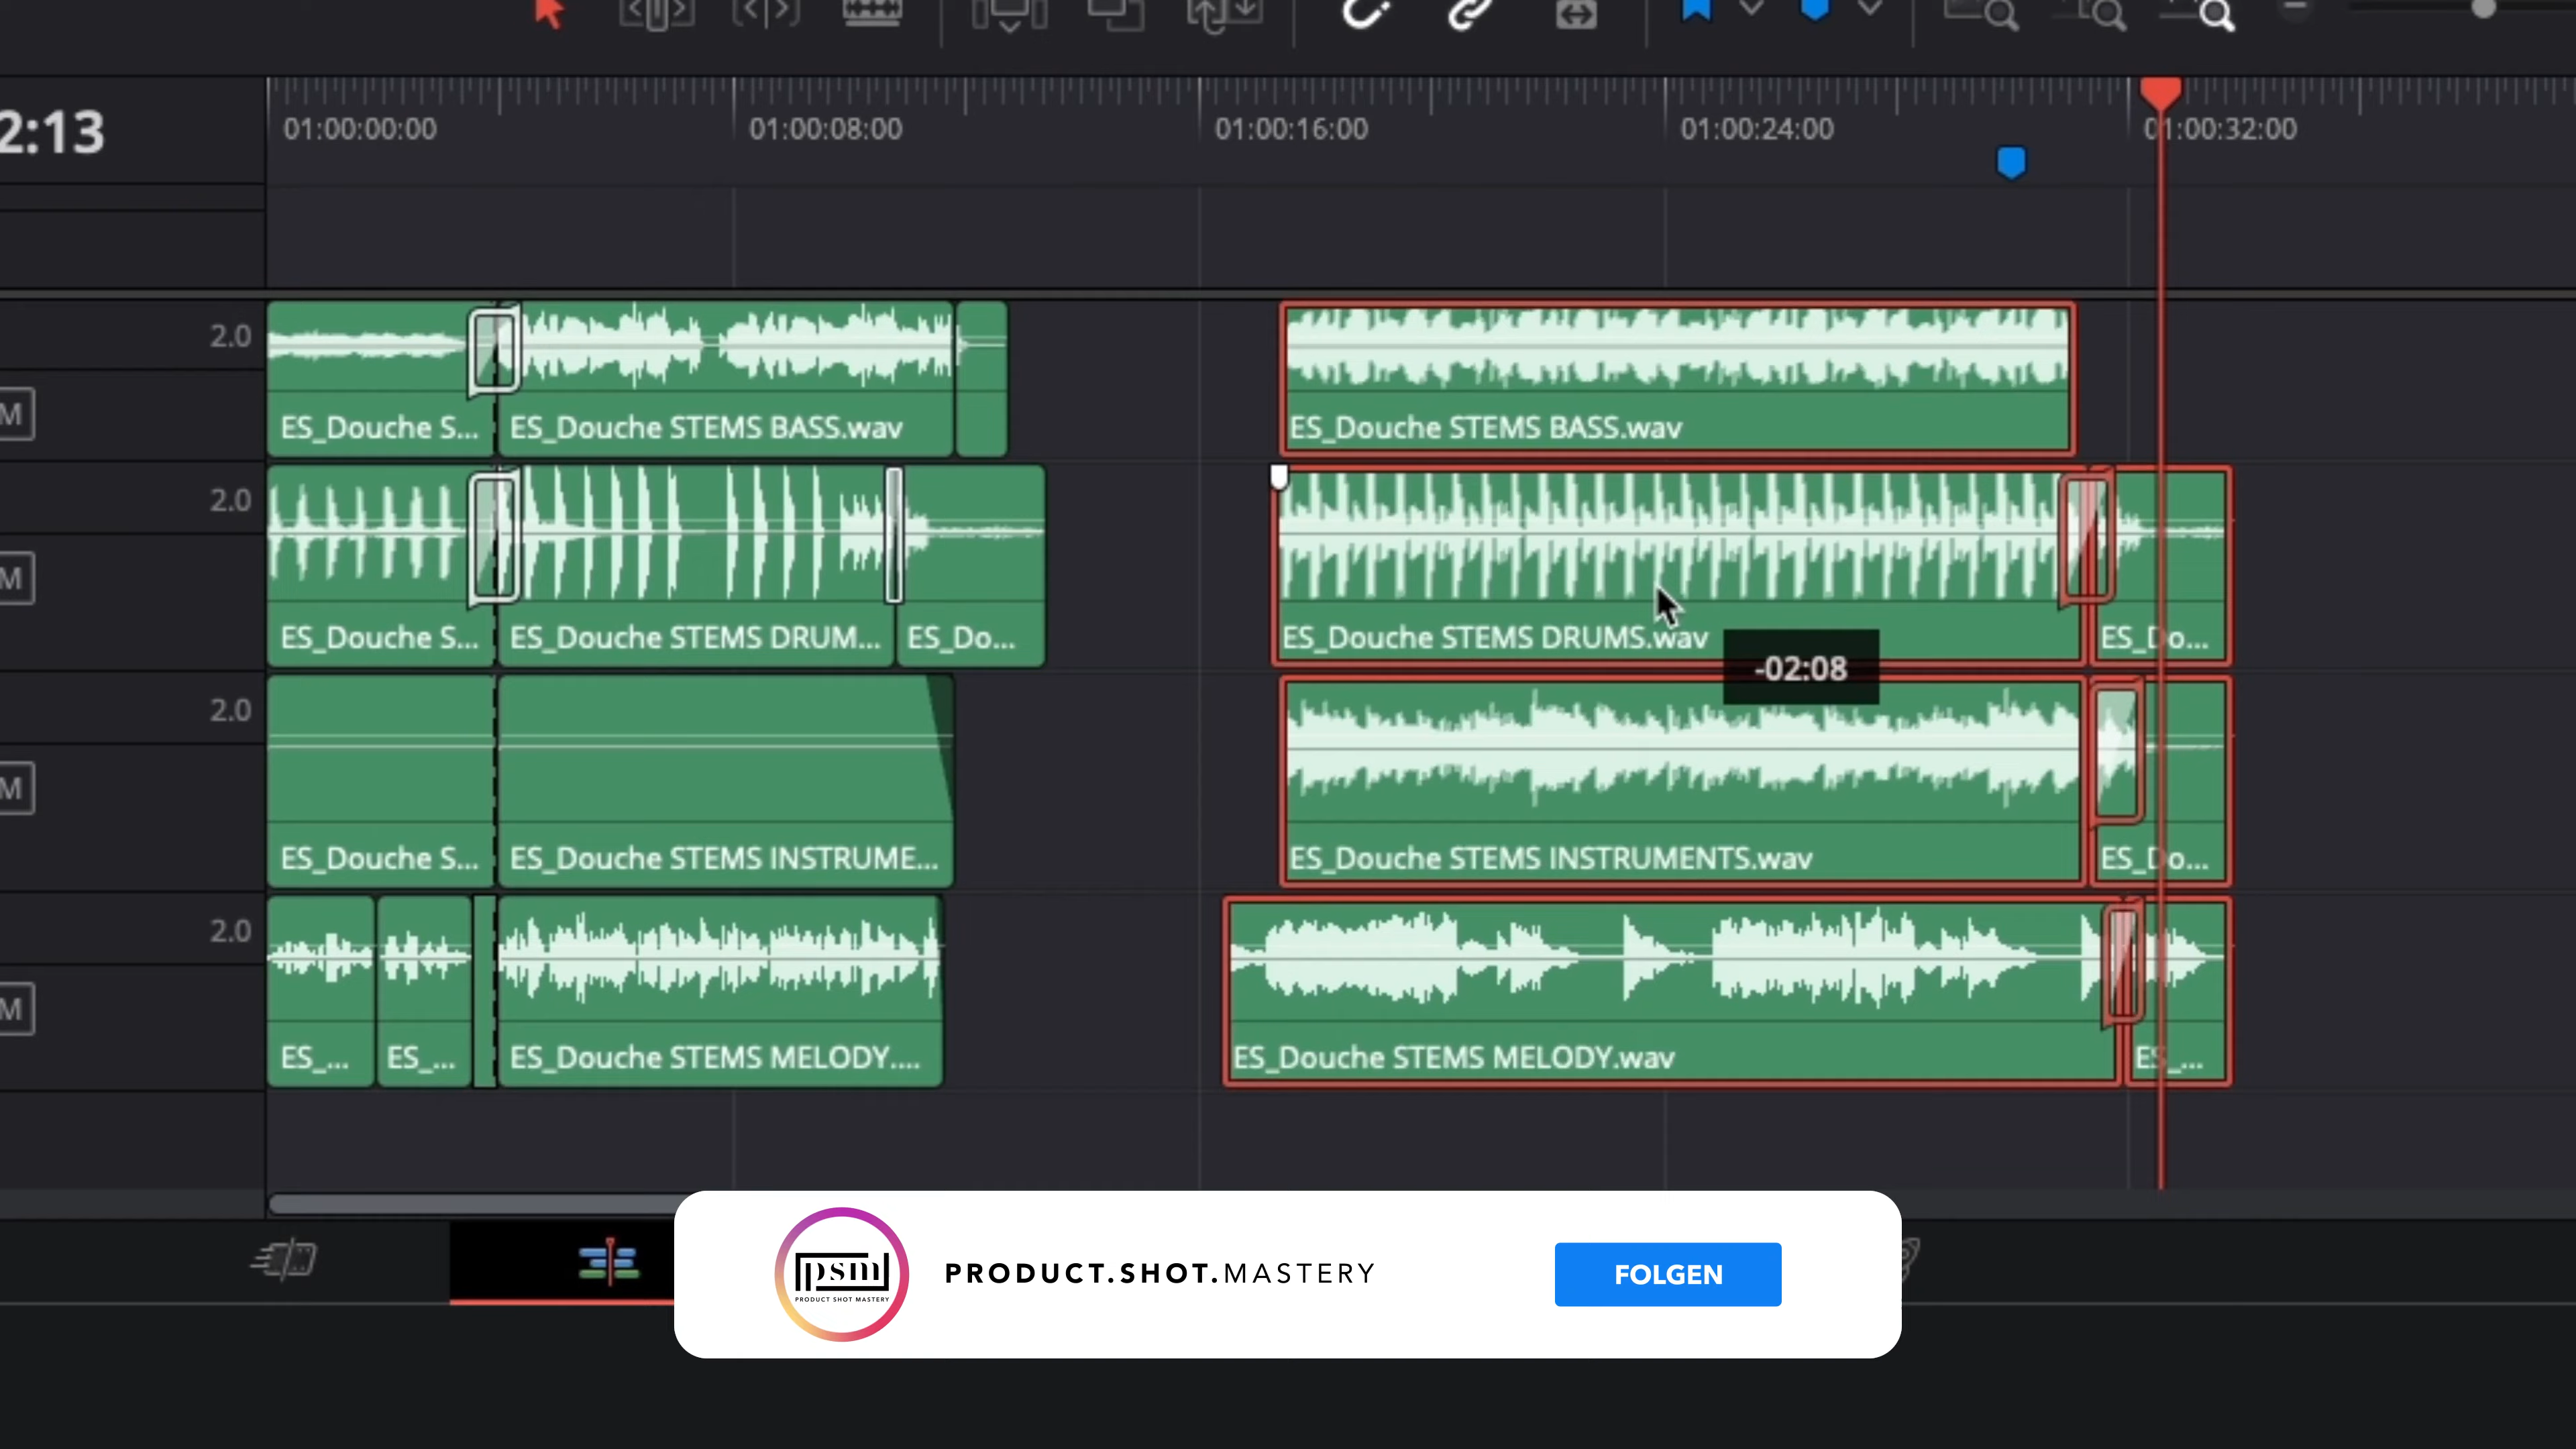 2:13
01:00:00:00
01:00:08:00
01:00:16:00
01:00:24:00
01:00:32:00
2.0
M
ES_Douche S...
ES_Douche STEMS BASS.wav
ES_Douche STEMS BASS.wav
2.0
M
ES_Douche S...
ES_Douche STEMS DRUM...
ES_Do...
ES_Douche STEMS DRUMS.wav
ES_Do...
-02:08
2.0
M
ES_Douche S...
ES_Douche STEMS INSTRUME...
ES_Douche STEMS INSTRUMENTS.wav
ES_Do...
2.0
M
ES_...
ES_...
ES_Douche STEMS MELODY....
ES_Douche STEMS MELODY.wav
ES_...
psm
PRODUCT SHOT MASTERY
PRODUCT.SHOT.MASTERY
FOLGEN